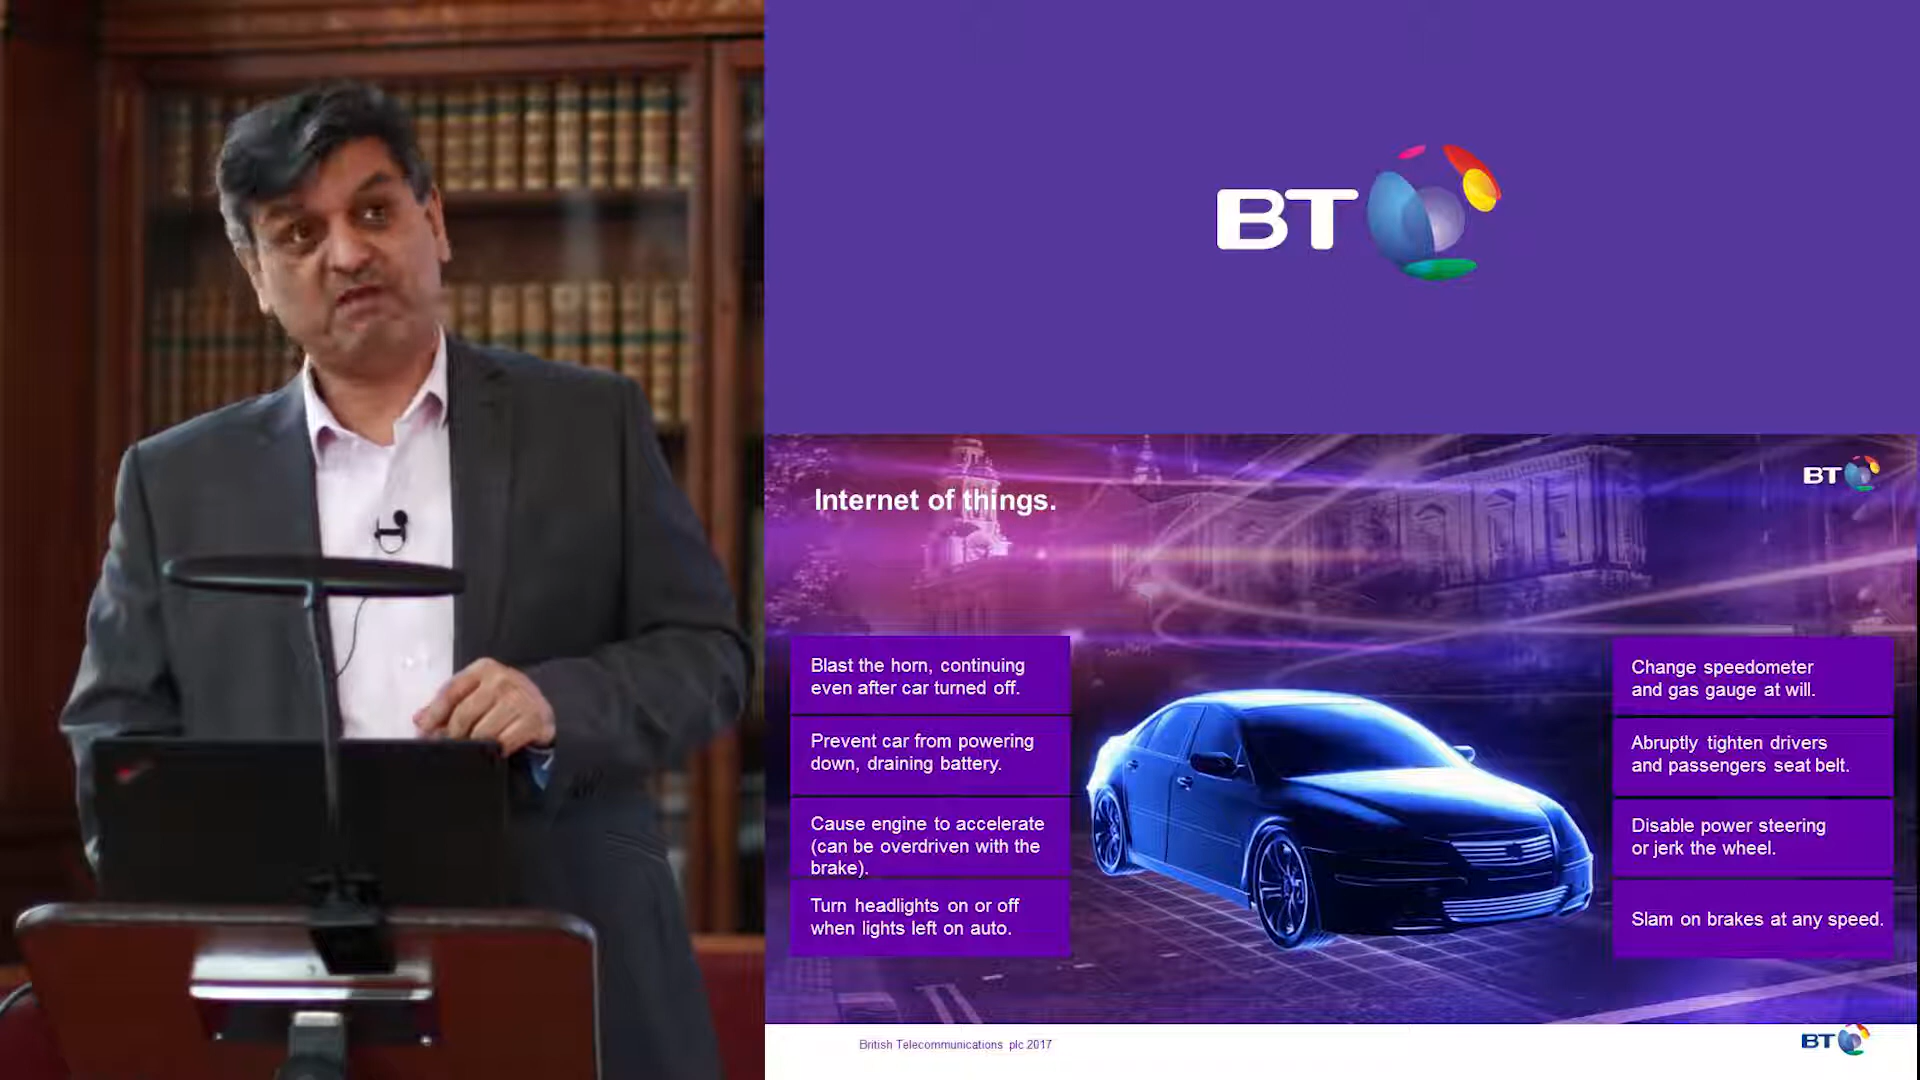 BT
BT
Internet of things.
Blast the horn, continuing
even after car turned off.
Prevent car from powering
down, draining battery.
Cause engine to accelerate
(can be overdriven with the
brake).
Turn headlights on or off
when lights left on auto.
Change speedometer
and gas gauge at will.
Abruptly tighten drivers
and passengers seat belt.
Disable power steering
or jerk the wheel.
Slam on brakes at any speed.
British Telecommunications plc 2017
BT